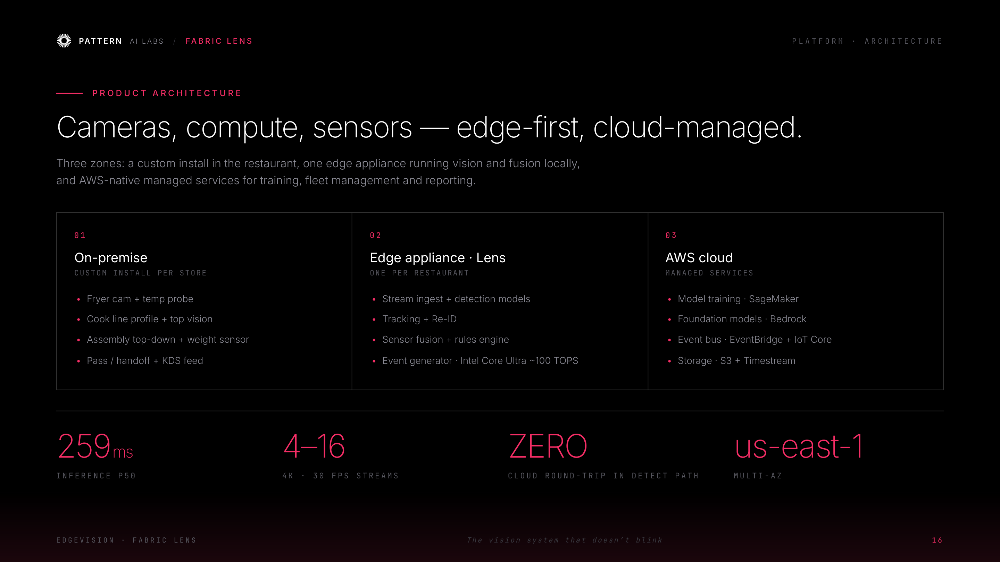 PATTERN AI LABS / FABRIC LENS
PLATFORM · ARCHITECTURE
PRODUCT ARCHITECTURE
Cameras, compute, sensors — edge-first, cloud-managed.
Three zones: a custom install in the restaurant, one edge appliance running vision and fusion locally,
and AWS-native managed services for training, fleet management and reporting.
01
On-premise
CUSTOM INSTALL PER STORE
• Fryer cam + temp probe
• Cook line profile + top vision
• Assembly top-down + weight sensor
• Pass / handoff + KDS feed
02
Edge appliance · Lens
ONE PER RESTAURANT
• Stream ingest + detection models
• Tracking + Re-ID
• Sensor fusion + rules engine
• Event generator · Intel Core Ultra ~100 TOPS
03
AWS cloud
MANAGED SERVICES
• Model training · SageMaker
• Foundation models · Bedrock
• Event bus · EventBridge + IoT Core
• Storage · S3 + Timestream
259 ms
INFERENCE P50
4–16
4K · 30 FPS STREAMS
ZERO
CLOUD ROUND-TRIP IN DETECT PATH
us-east-1
MULTI-AZ
EDGEVISION · FABRIC LENS
The vision system that doesn’t blink
16